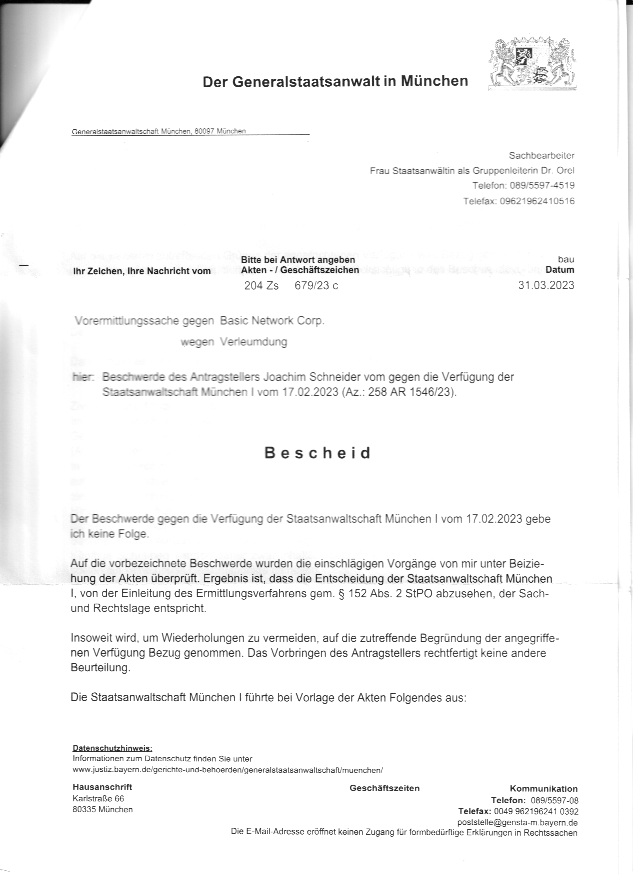 Der Generalstaatsanwalt in München
Generalstaatsanwaltschaft München, 80097 München
Sachbearbeiter
Frau Staatsanwältin als Gruppenleiterin Dr. Orel
Telefon: 089/5597-4519
Telefax: 09621962410516
Ihr Zeichen, Ihre Nachricht vom
Bitte bei Antwort angeben
Akten - / Geschäftszeichen
204 Zs 679/23 c
bau
Datum
31.03.2023
Vorermittlungssache gegen Basic Network Corp.
wegen Verleumdung
hier: Beschwerde des Antragstellers Joachim Schneider vom gegen die Verfügung der
Staatsanwaltschaft München I vom 17.02.2023 (Az.: 258 AR 1546/23).
B e s c h e i d
Der Beschwerde gegen die Verfügung der Staatsanwaltschaft München I vom 17.02.2023 gebe
ich keine Folge.
Auf die vorbezeichnete Beschwerde wurden die einschlägigen Vorgänge von mir unter Beizie-
hung der Akten überprüft. Ergebnis ist, dass die Entscheidung der Staatsanwaltschaft München
I, von der Einleitung des Ermittlungsverfahrens gem. § 152 Abs. 2 StPO abzusehen, der Sach-
und Rechtslage entspricht.
Insoweit wird, um Wiederholungen zu vermeiden, auf die zutreffende Begründung der angegriffe-
nen Verfügung Bezug genommen. Das Vorbringen des Antragstellers rechtfertigt keine andere
Beurteilung.
Die Staatsanwaltschaft München I führte bei Vorlage der Akten Folgendes aus:
Datenschutzhinweis:
Informationen zum Datenschutz finden Sie unter
www.justiz.bayern.de/gerichte-und-behoerden/generalstaatsanwaltschaft/muenchen/
Hausanschrift
Karlstraße 66
80335 München
Geschäftszeiten
Kommunikation
Telefon: 089/5597-08
Telefax: 0049 962196241 0392
poststelle@gensta-m.bayern.de
Die E-Mail-Adresse eröffnet keinen Zugang für formbedürftige Erklärungen in Rechtssachen